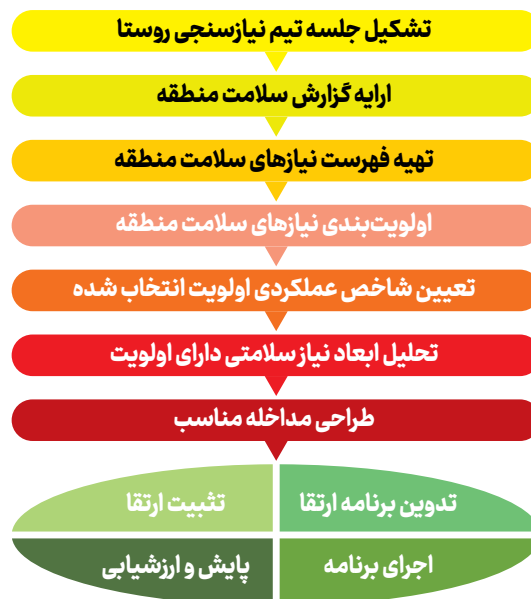 تشکیل جلسه تیم نیازسنجی روستا
ارایه گزارش سلامت منطقه
تهیه فهرست نیازهای سلامت منطقه
اولویت‌بندی نیازهای سلامت منطقه
تعیین شاخص عملکردی اولویت انتخاب شده
تحلیل ابعاد نیاز سلامتی دارای اولویت
طراحی مداخله مناسب
تدوین برنامه ارتقا
تثبیت ارتقا
اجرای برنامه
پایش و ارزشیابی